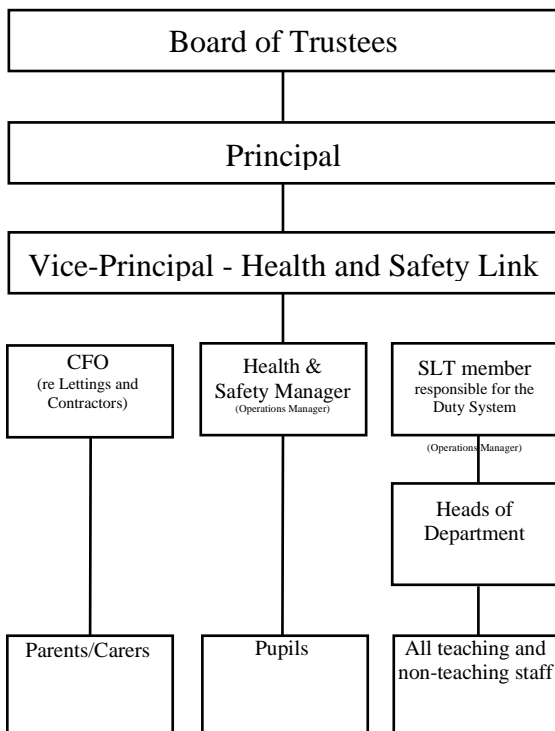 Board of Trustees
Principal
Vice-Principal - Health and Safety Link
CFO
(re Lettings and
Contractors)
Health &
Safety Manager
(Operations Manager)
SLT member
responsible for the
Duty System
(Operations Manager)
Heads of
Department
Parents/Carers
Pupils
All teaching and
non-teaching staff